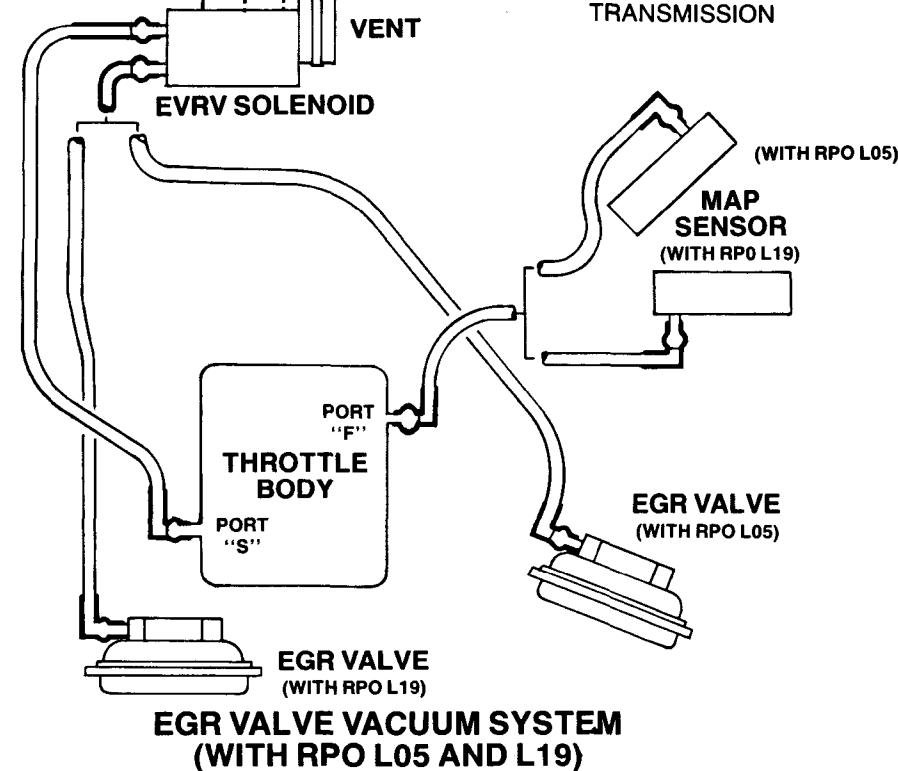 TRANSMISSION
VENT
EVRV SOLENOID
(WITH RPO L05)
MAP
SENSOR
(WITH RPO L19)
PORT
"F"
THROTTLE
BODY
PORT
"S"
EGR VALVE
(WITH RPO L05)
EGR VALVE
(WITH RPO L19)
EGR VALVE VACUUM SYSTEM
(WITH RPO L05 AND L19)